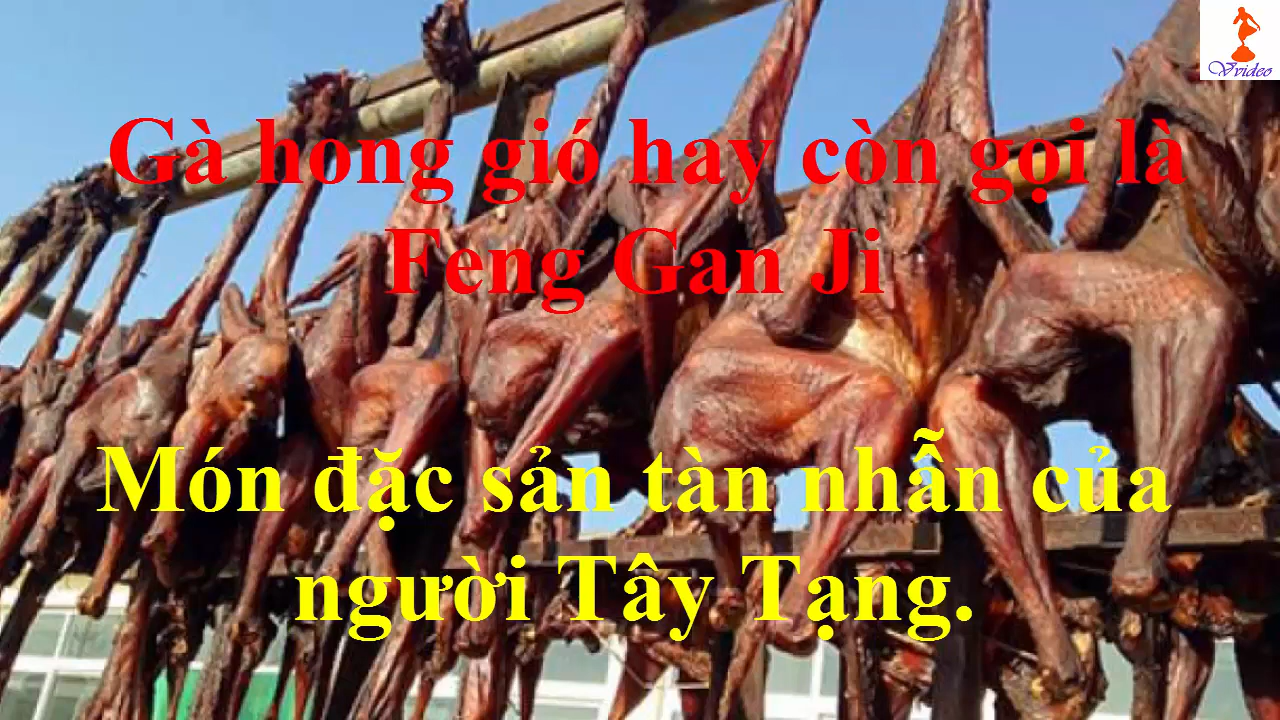 Vvideo
Gà hong gió hay còn gọi là
Feng Gan Ji
Món đặc sản tàn nhẫn của
người Tây Tạng.